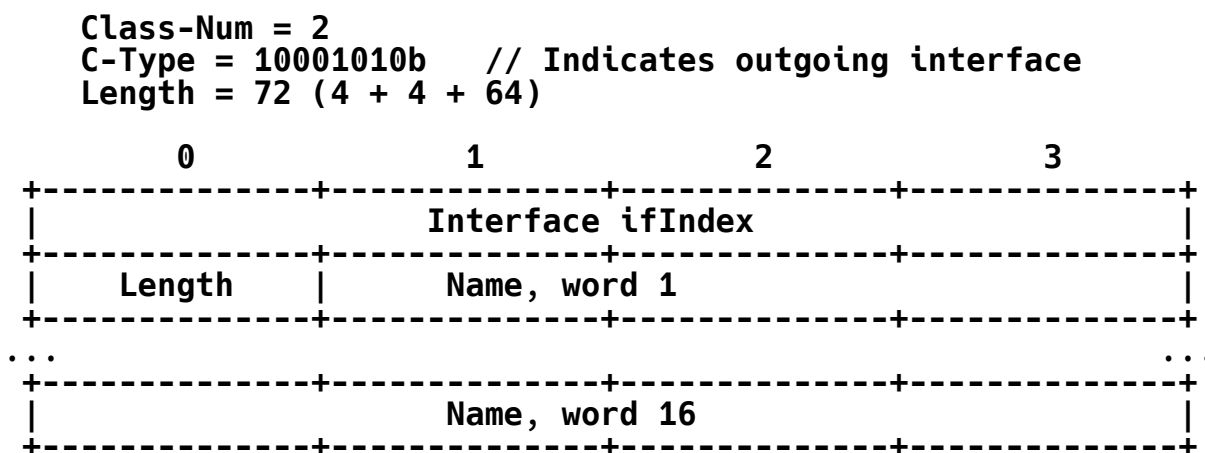 Class-Num = 2
C-Type = 10001010b   // Indicates outgoing interface
Length = 72 (4 + 4 + 64)
0 1 2 3
+--------------+--------------+--------------+--------------+
| Interface ifIndex |
+--------------+--------------+--------------+--------------+
| Length | Name, word 1 |
+--------------+--------------+--------------+--------------+
... ...
+--------------+--------------+--------------+--------------+
| Name, word 16 |
+--------------+--------------+--------------+--------------+